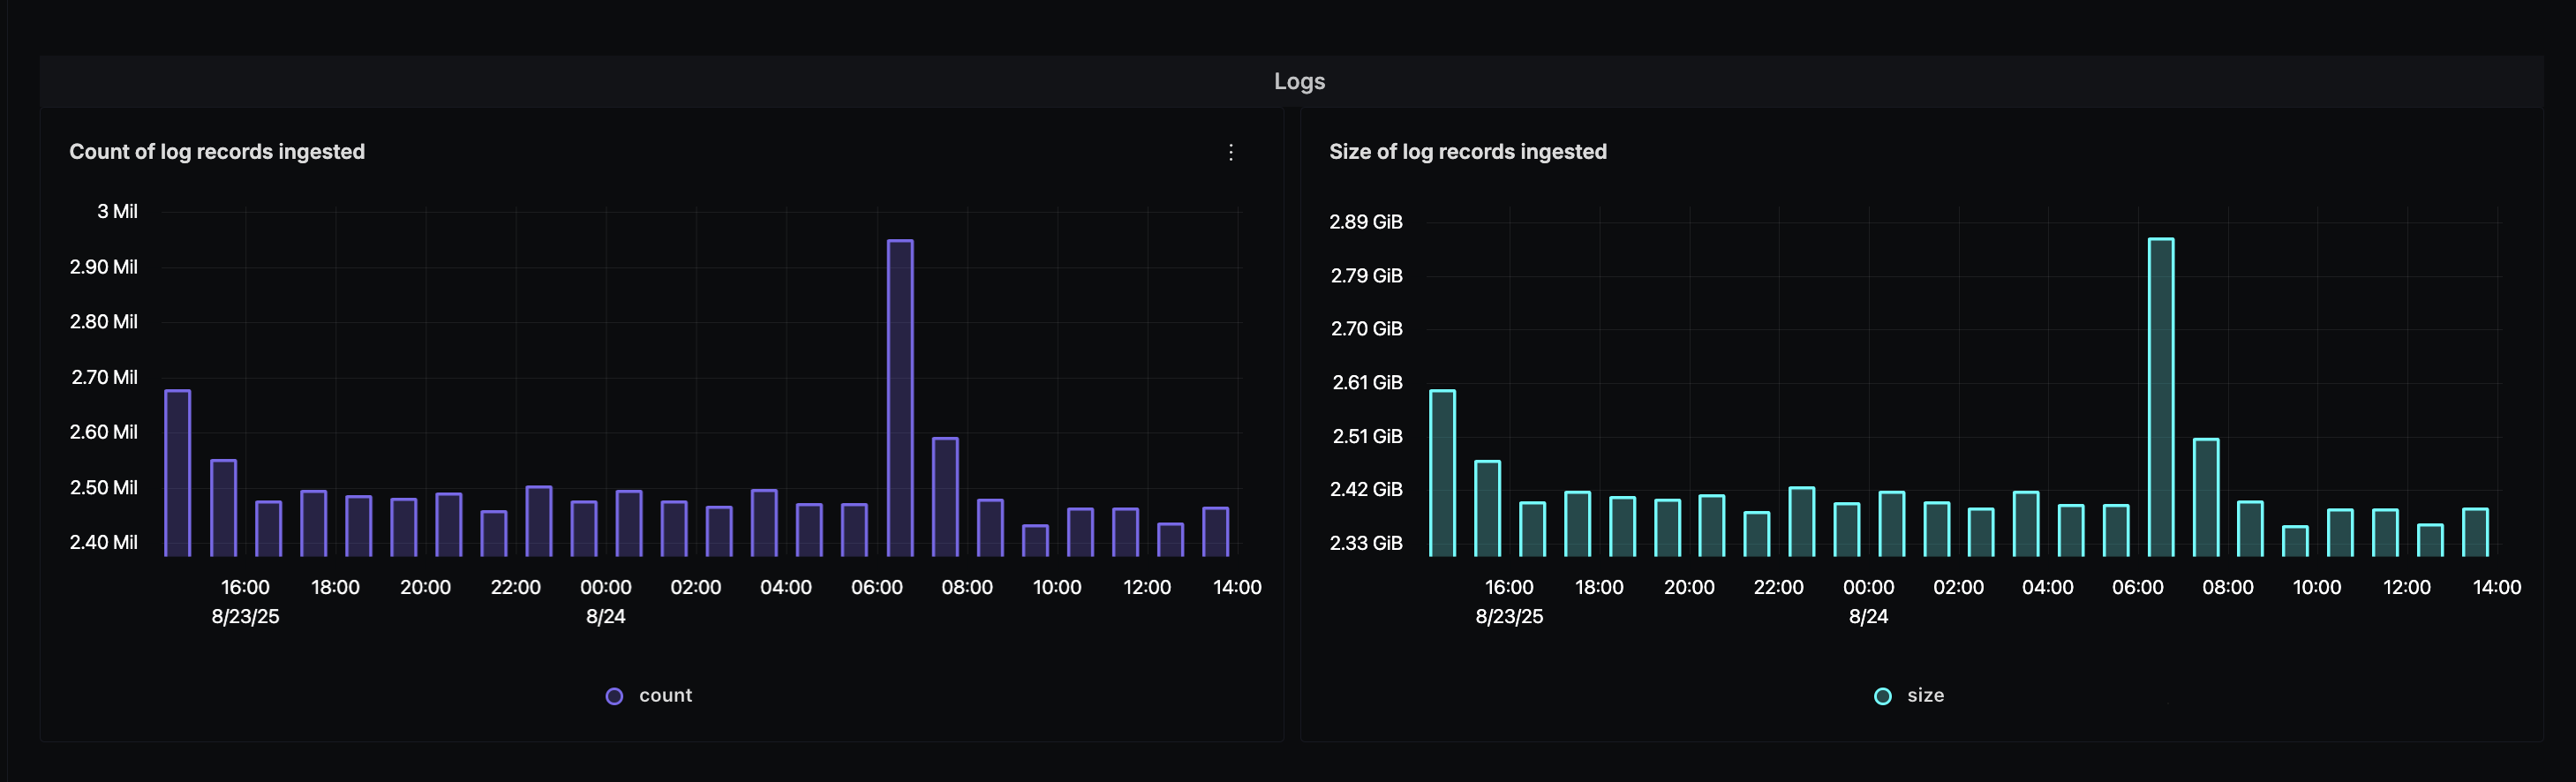 Logs
Count of log records ingested
3 Mil
2.90 Mil
2.80 Mil
2.70 Mil
2.60 Mil
2.50 Mil
2.40 Mil
16:00 18:00 20:00 22:00 00:00 02:00 04:00 06:00 08:00 10:00 12:00 14:00
8/23/25 8/24
count
Size of log records ingested
2.89 GiB
2.79 GiB
2.70 GiB
2.61 GiB
2.51 GiB
2.42 GiB
2.33 GiB
16:00 18:00 20:00 22:00 00:00 02:00 04:00 06:00 08:00 10:00 12:00 14:00
8/23/25 8/24
size